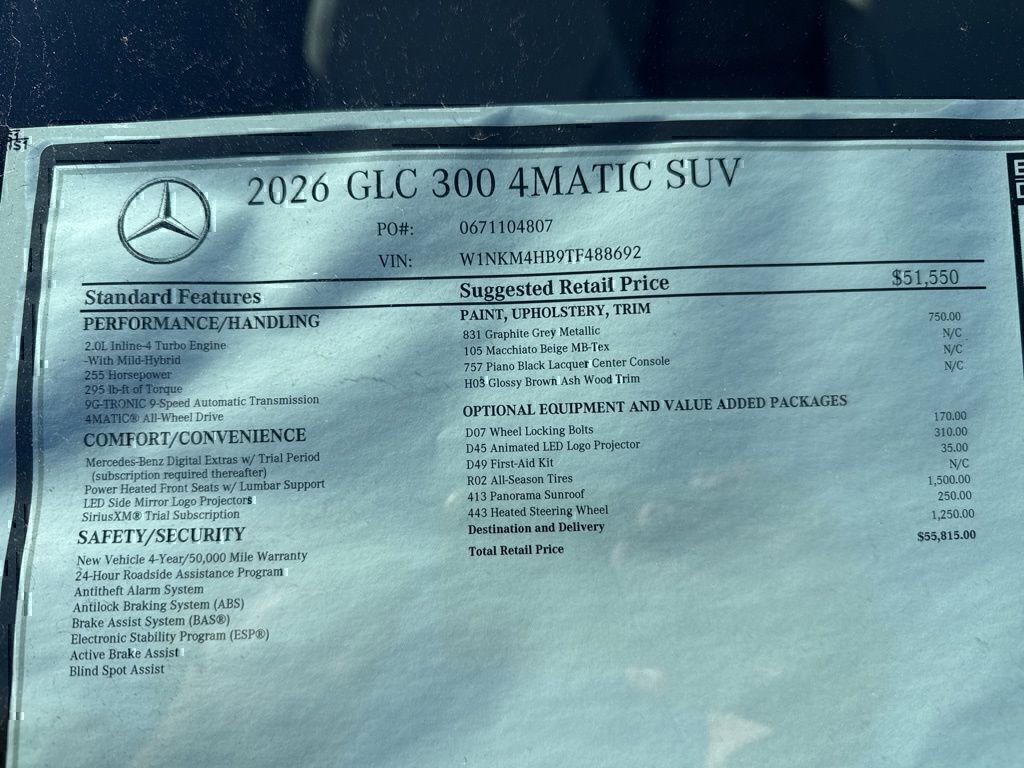 2026 GLC 300 4MATIC SUV
PO#: 0671104807
VIN: W1NKM4HB9TF488692
Standard Features
PERFORMANCE/HANDLING
2.0L Inline-4 Turbo Engine
-With Mild-Hybrid
255 Horsepower
295 lb-ft of Torque
9G-TRONIC 9-Speed Automatic Transmission
4MATIC® All-Wheel Drive
COMFORT/CONVENIENCE
Mercedes-Benz Digital Extras w/ Trial Period
(subscription required thereafter)
Power Heated Front Seats w/ Lumbar Support
LED Side Mirror Logo Projectors
SiriusXM® Trial Subscription
SAFETY/SECURITY
New Vehicle 4-Year/50,000 Mile Warranty
24-Hour Roadside Assistance Program
Antitheft Alarm System
Antilock Braking System (ABS)
Brake Assist System (BAS®)
Electronic Stability Program (ESP®)
Active Brake Assist
Blind Spot Assist
Suggested Retail Price $51,550
PAINT, UPHOLSTERY, TRIM
831 Graphite Grey Metallic 750.00
105 Macchiato Beige MB-Tex N/C
757 Piano Black Lacquer Center Console N/C
H03 Glossy Brown Ash Wood Trim N/C
OPTIONAL EQUIPMENT AND VALUE ADDED PACKAGES
D07 Wheel Locking Bolts 170.00
D45 Animated LED Logo Projector 310.00
D49 First-Aid Kit 35.00
R02 All-Season Tires N/C
413 Panorama Sunroof 1,500.00
443 Heated Steering Wheel 250.00
Destination and Delivery 1,250.00
Total Retail Price $55,815.00